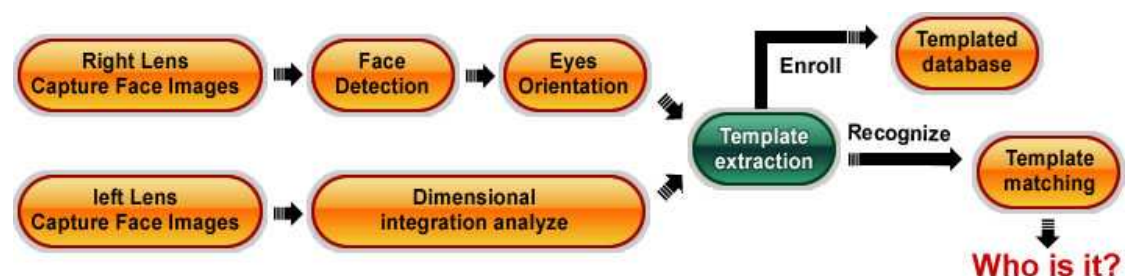 Right Lens
Capture Face Images
Face
Detection
Eyes
Orientation
Enroll
Templated
database
Template
extraction
Recognize
Template
matching
left Lens
Capture Face Images
Dimensional
integration analyze
Who is it?